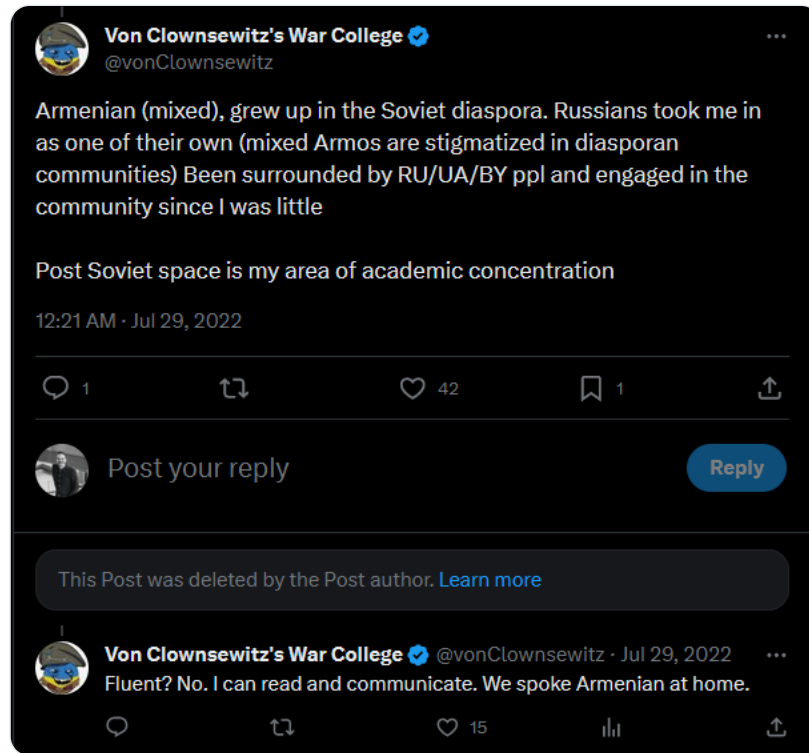 Von Clownsewitz's War College
@vonClownsewitz
Armenian (mixed), grew up in the Soviet diaspora. Russians took me in
as one of their own (mixed Armos are stigmatized in diasporan
communities) Been surrounded by RU/UA/BY ppl and engaged in the
community since I was little
Post Soviet space is my area of academic concentration
12:21 AM · Jul 29, 2022
1 42 1
Post your reply Reply
This Post was deleted by the Post author. Learn more
Von Clownsewitz's War College @vonClownsewitz · Jul 29, 2022
Fluent? No. I can read and communicate. We spoke Armenian at home.
15